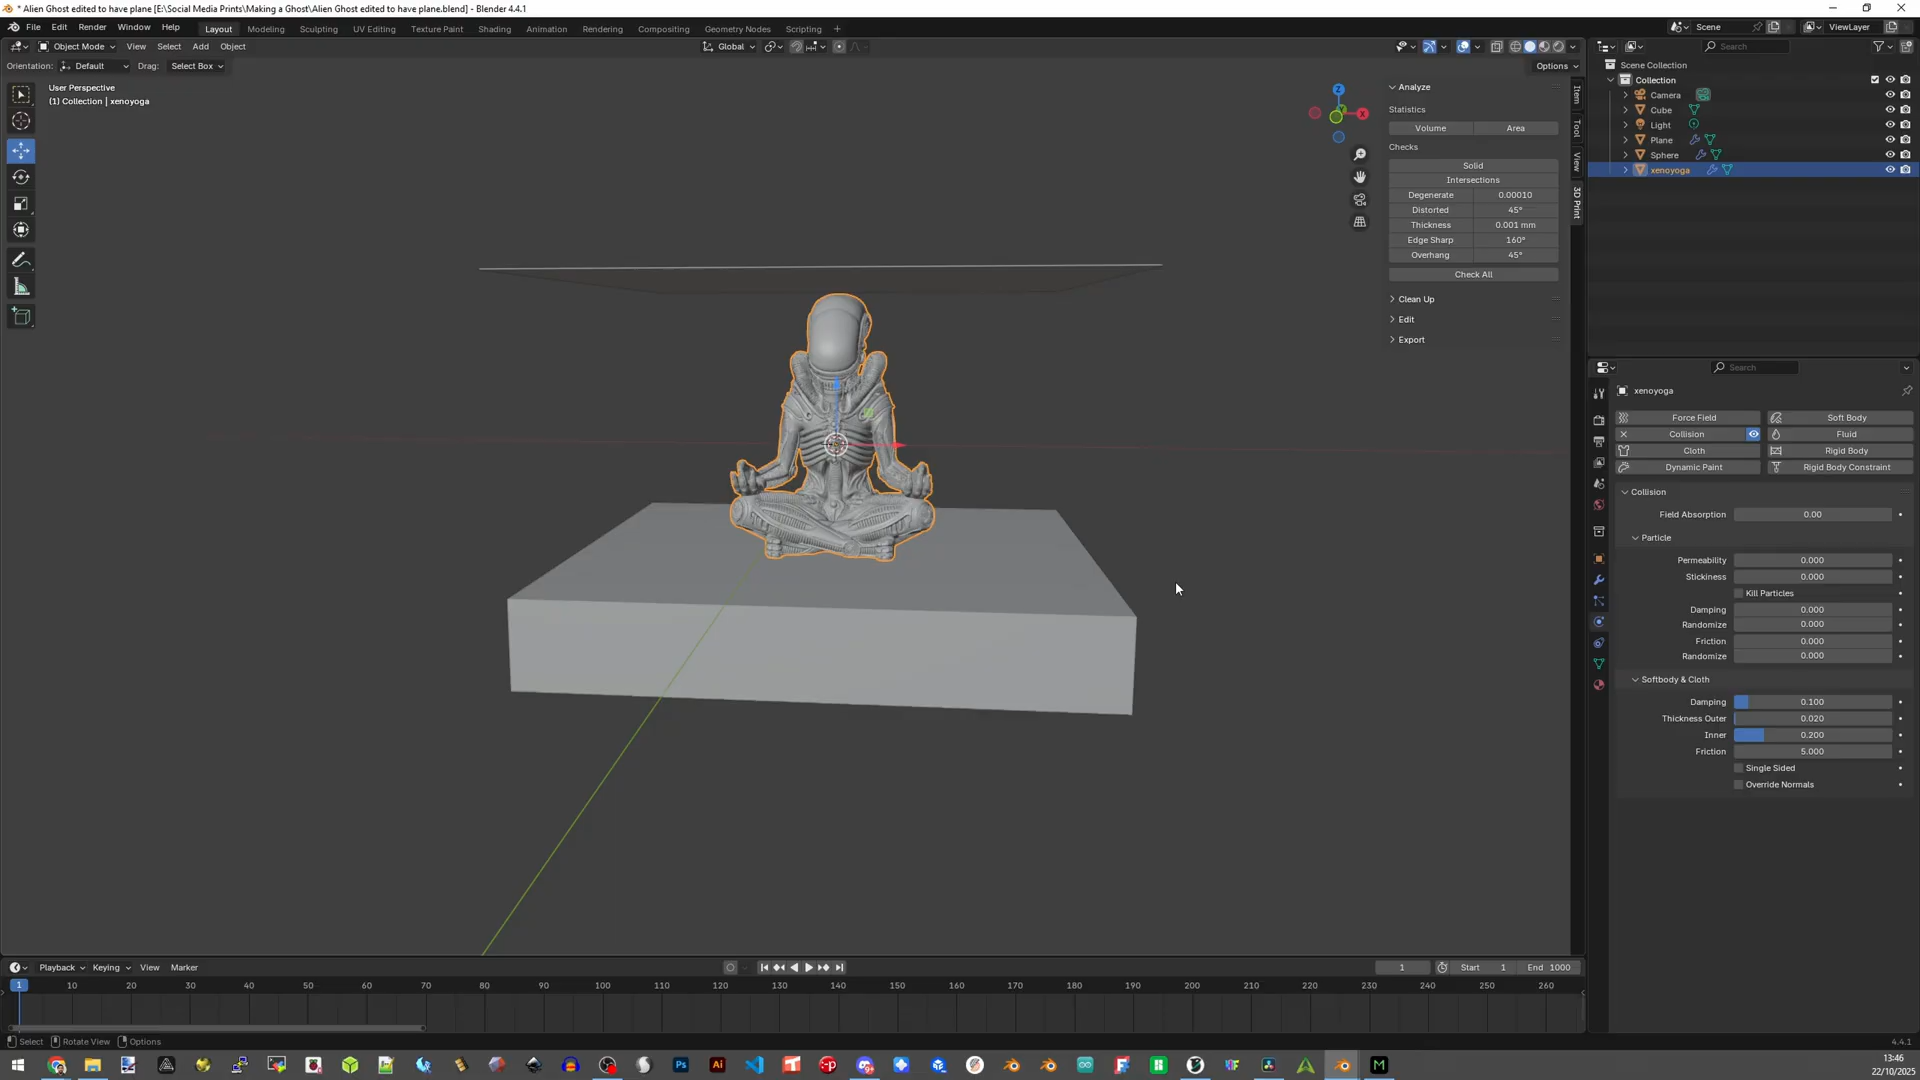 * Alien Ghost edited to have plane [E:\Social Media Prints\Making a Ghost\Alien Ghost edited to have plane.blend] - Blender 4.4.1
File Edit Render Window Help Layout Modeling Sculpting UV Editing Texture Paint Shading Animation Rendering Compositing Geometry Nodes Scripting + Scene ViewLayer
Object Mode View Select Add Object Global Search
Orientation: Default Drag: Select Box Options
User Perspective
(1) Collection | xenoyoga
Z
X
Analyze
Statistics
Volume Area
Checks
Solid
Intersections
Degenerate 0.00010
Distorted 45°
Thickness 0.001 mm
Edge Sharp 160°
Overhang 45°
Check All
Clean Up
Edit
Export
Item
Tool
View
3D Print
Scene Collection
Collection
Camera
Cube
Light
Plane
Sphere
xenoyoga
Search
xenoyoga
Force Field Soft Body
Collision Fluid
Cloth Rigid Body
Dynamic Paint Rigid Body Constraint
Collision
Field Absorption 0.00
Particle
Permeability 0.000
Stickiness 0.000
Kill Particles
Damping 0.000
Randomize 0.000
Friction 0.000
Randomize 0.000
Softbody & Cloth
Damping 0.100
Thickness Outer 0.020
Inner 0.200
Friction 5.000
Single Sided
Override Normals
Playback Keying View Marker 1 Start 1 End 1000
1 10 20 30 40 50 60 70 80 90 100 110 120 130 140 150 160 170 180 190 200 210 220 230 240 250 260
Select Rotate View Options 4.4.1
13:46
22/10/2025